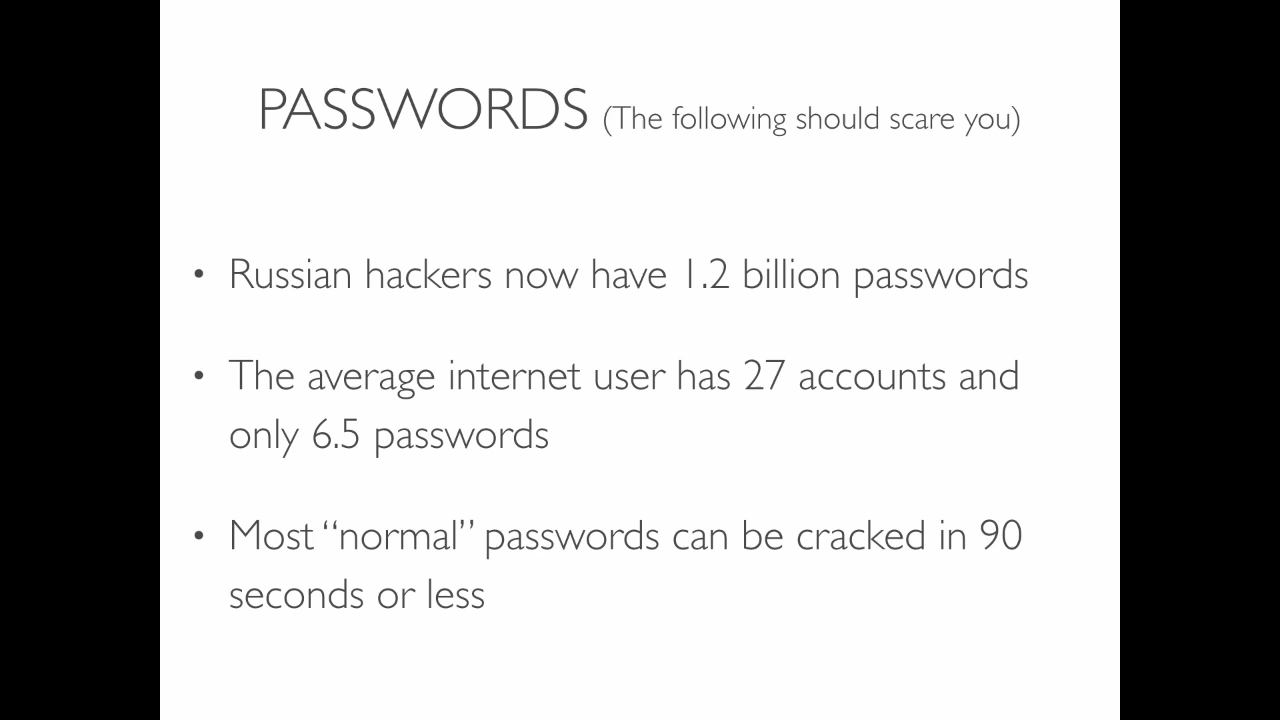 PASSWORDS (The following should scare you)
• Russian hackers now have 1.2 billion passwords
• The average internet user has 27 accounts and
only 6.5 passwords
• Most “normal” passwords can be cracked in 90
seconds or less